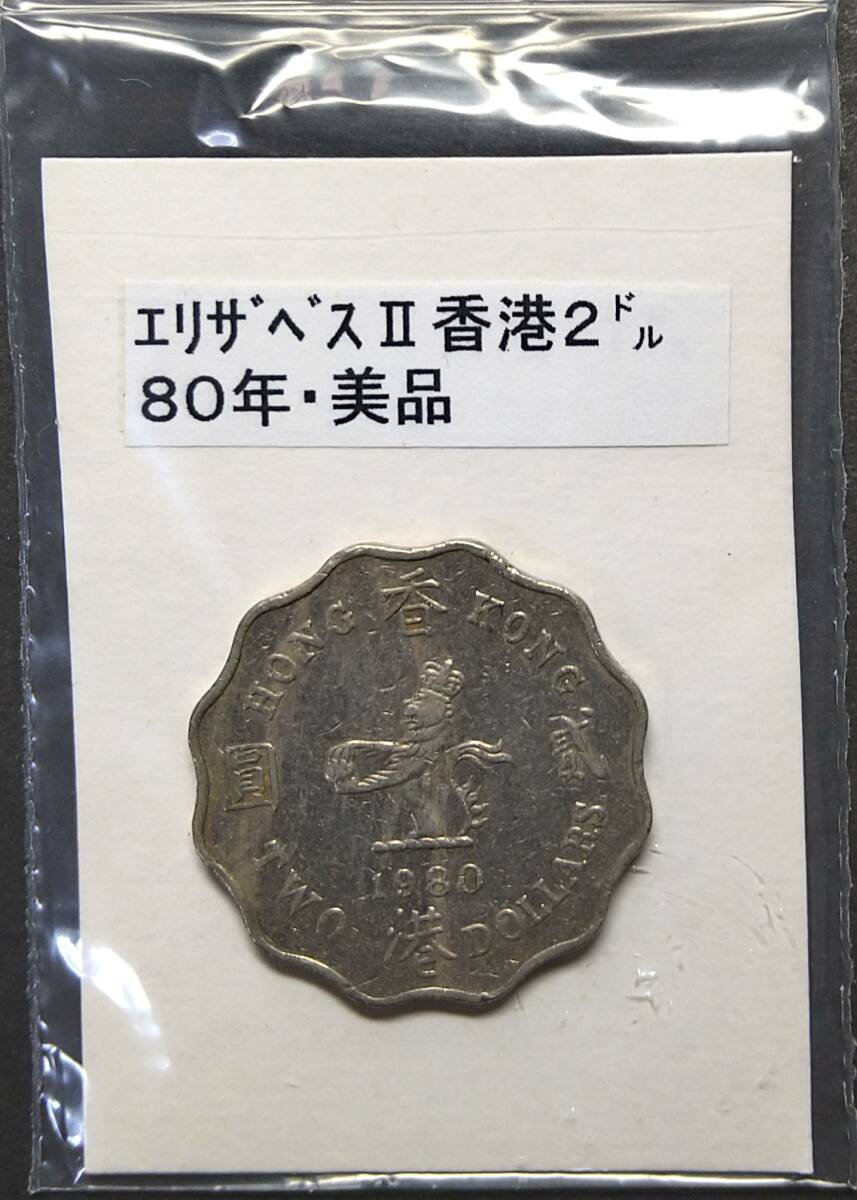 ｴﾘｻﾞﾍﾞｽⅡ香港２㌦
８０年・美品
香
HONG KONG
圓 貳
1980
港
TWO DOLLARS